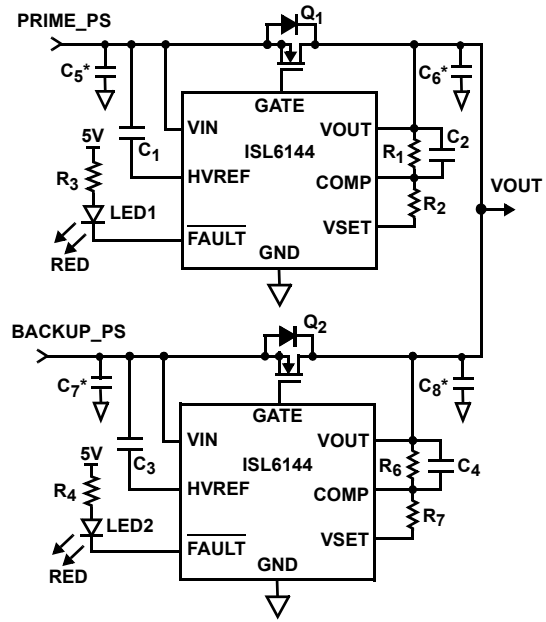 PRIME_PS
Q1
C5*
C6*
GATE
VIN
VOUT
C2
ISL6144
R1
5V
C1
HVREF
COMP
VOUT
R3
LED1
R2
VSET
FAULT
GND
RED
BACKUP_PS
Q2
C7*
C8*
GATE
VIN
VOUT
5V
C3
ISL6144
R6
C4
R4
HVREF
COMP
LED2
R7
FAULT
VSET
RED
GND